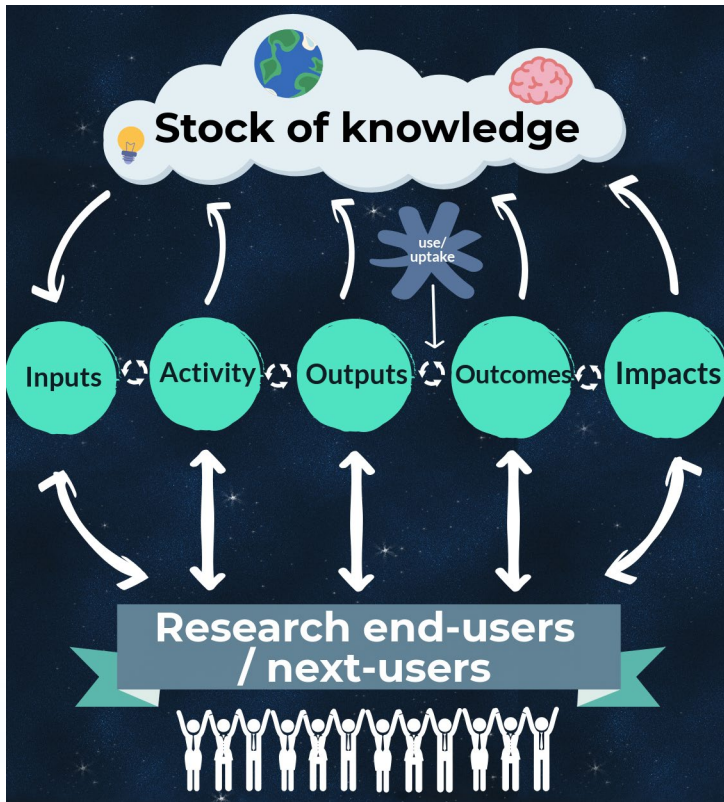 Stock of knowledge
use/
uptake
Inputs
Activity
Outputs
Outcomes
Impacts
Research end-users
/ next-users